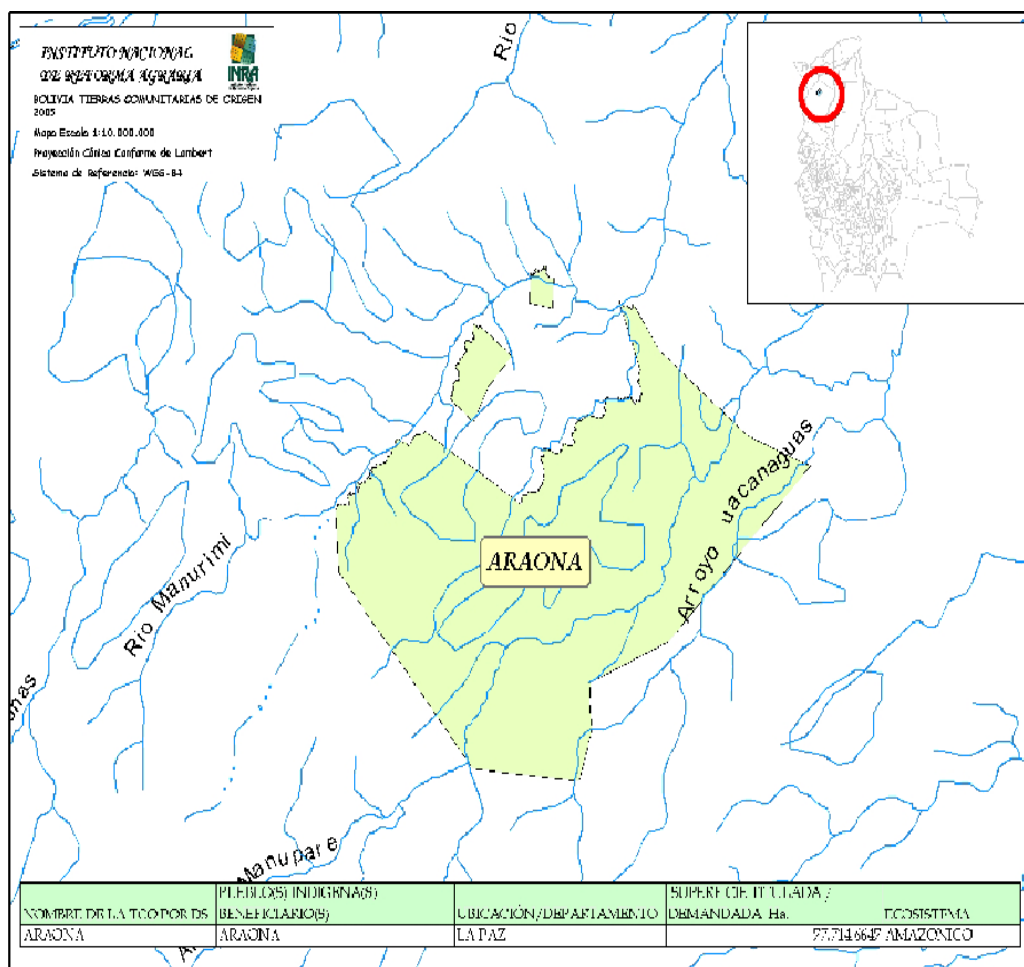 INSTITUTO NACIONAL
DE REFORMA AGRARIA
INRA
BOLIVIA TIERRAS COMUNITARIAS DE ORIGEN
2005
Mapa Escala 1:10.000.000
Proyección Cónica Conforme de Lambert
Sistema de Referencia: WGS-84
Rio
ARAONA
uacanaguas
Arroyo
Rio Manurimi
anas
Manupare
NOMBRE DE LA TCO POR DS
PUEBLO(S) INDIGENA(S)
BENEFICIARIO(S)
UBICACIÓN/DEPARTAMENTO
SUPERFICIE TITULADA /
DEMANDADA Ha.
ECOSISTEMA
ARAONA
ARAONA
LA PAZ
AMAZONICO